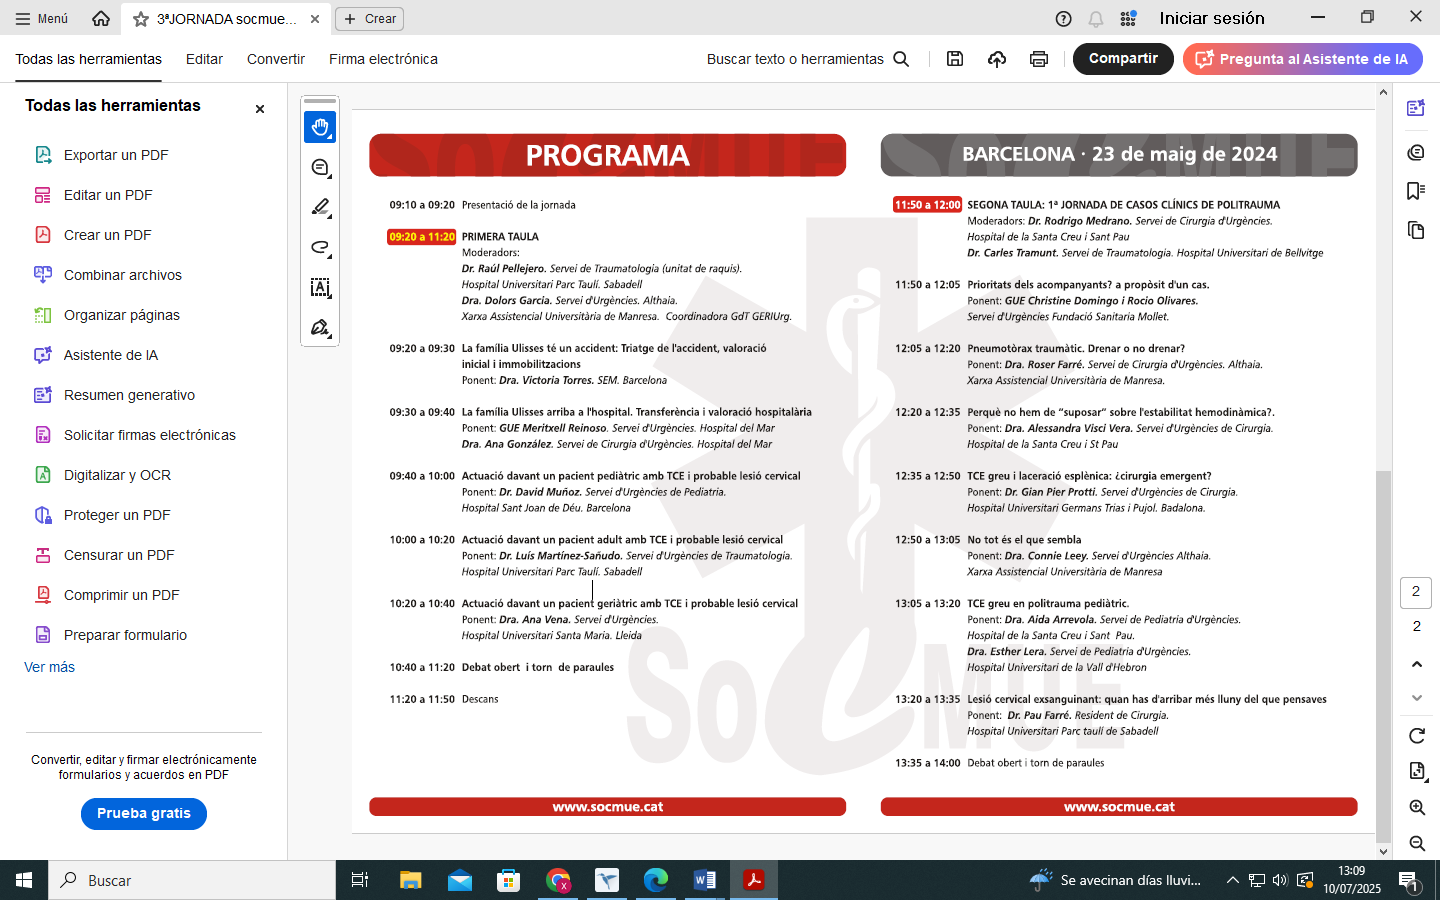 Menú
3ªJORNADA socmue...
Crear
Iniciar sesión
Todas las herramientas
Editar
Convertir
Firma electrónica
Buscar texto o herramientas
Compartir
Pregunta al Asistente de IA
Todas las herramientas
Exportar un PDF
Editar un PDF
Crear un PDF
Combinar archivos
Organizar páginas
Asistente de IA
Resumen generativo
Solicitar firmas electrónicas
Digitalizar y OCR
Proteger un PDF
Censurar un PDF
Comprimir un PDF
Preparar formulario
Ver más
Convertir, editar y firmar electrónicamente
formularios y acuerdos en PDF
Prueba gratis
PROGRAMA
09:10 a 09:20 Presentació de la jornada
09:20 a 11:20 PRIMERA TAULA
Moderadors:
Dr. Raúl Pellejero. Servei de Traumatologia (unitat de raquis).
Hospital Universitari Parc Taulí. Sabadell
Dra. Dolors Garcia. Servei d'Urgències. Althaia.
Xarxa Assistencial Universitària de Manresa. Coordinadora GdT GERIUrg.
09:20 a 09:30 La família Ulisses té un accident: Triatge de l'accident, valoració
inicial i immobilitzacions
Ponent: Dra. Victoria Torres. SEM. Barcelona
09:30 a 09:40 La família Ulisses arriba a l'hospital. Transferència i valoració hospitalària
Ponent: GUE Meritxell Reinoso. Servei d'Urgències. Hospital del Mar
Dra. Ana González. Servei de Cirurgia d'Urgències. Hospital del Mar
09:40 a 10:00 Actuació davant un pacient pediàtric amb TCE i probable lesió cervical
Ponent: Dr. David Muñoz. Servei d'Urgències de Pediatria.
Hospital Sant Joan de Déu. Barcelona
10:00 a 10:20 Actuació davant un pacient adult amb TCE i probable lesió cervical
Ponent: Dr. Luís Martínez-Sañudo. Servei d'Urgències de Traumatologia.
Hospital Universitari Parc Taulí. Sabadell
10:20 a 10:40 Actuació davant un pacient geriàtric amb TCE i probable lesió cervical
Ponent: Dra. Ana Vena. Servei d'Urgències.
Hospital Universitari Santa Maria. Lleida
10:40 a 11:20 Debat obert i torn de paraules
11:20 a 11:50 Descans
www.socmue.cat
BARCELONA · 23 de maig de 2024
11:50 a 12:00 SEGONA TAULA: 1ª JORNADA DE CASOS CLÍNICS DE POLITRAUMA
Moderadors: Dr. Rodrigo Medrano. Servei de Cirurgia d'Urgències.
Hospital de la Santa Creu i Sant Pau
Dr. Carles Tramunt. Servei de Traumatologia. Hospital Universitari de Bellvitge
11:50 a 12:05 Prioritats dels acompanyants? a propòsit d'un cas.
Ponent: GUE Christine Domingo i Rocio Olivares.
Servei d'Urgències Fundació Sanitaria Mollet.
12:05 a 12:20 Pneumotòrax traumàtic. Drenar o no drenar?
Ponent: Dra. Roser Farré. Servei de Cirurgia d'Urgències. Althaia.
Xarxa Assistencial Universitària de Manresa.
12:20 a 12:35 Perquè no hem de “suposar” sobre l'estabilitat hemodinàmica?.
Ponent: Dra. Alessandra Visci Vera. Servei d'Urgències de Cirurgia.
Hospital de la Santa Creu i St Pau
12:35 a 12:50 TCE greu i laceració esplènica: ¿cirurgia emergent?
Ponent: Dr. Gian Pier Protti. Servei d'Urgències de Cirurgia.
Hospital Universitari Germans Trias i Pujol. Badalona.
12:50 a 13:05 No tot és el que sembla
Ponent: Dra. Connie Leey. Servei d'Urgències Althaia.
Xarxa Assistencial Universitària de Manresa
13:05 a 13:20 TCE greu en politrauma pediàtric.
Ponent: Dra. Aida Arrevola. Servei de Pediatria d'Urgències.
Hospital de la Santa Creu i Sant Pau.
Dra. Esther Lera. Servei de Pediatria d'Urgències.
Hospital Universitari de la Vall d'Hebron
13:20 a 13:35 Lesió cervical exsanguinant: quan has d'arribar més lluny del que pensaves
Ponent: Dr. Pau Farré. Resident de Cirurgia.
Hospital Universitari Parc taulí de Sabadell
13:35 a 14:00 Debat obert i torn de paraules
www.socmue.cat
SoCMUE
2
2
Buscar
Se avecinan días lluvi...
13:09
10/07/2025
1